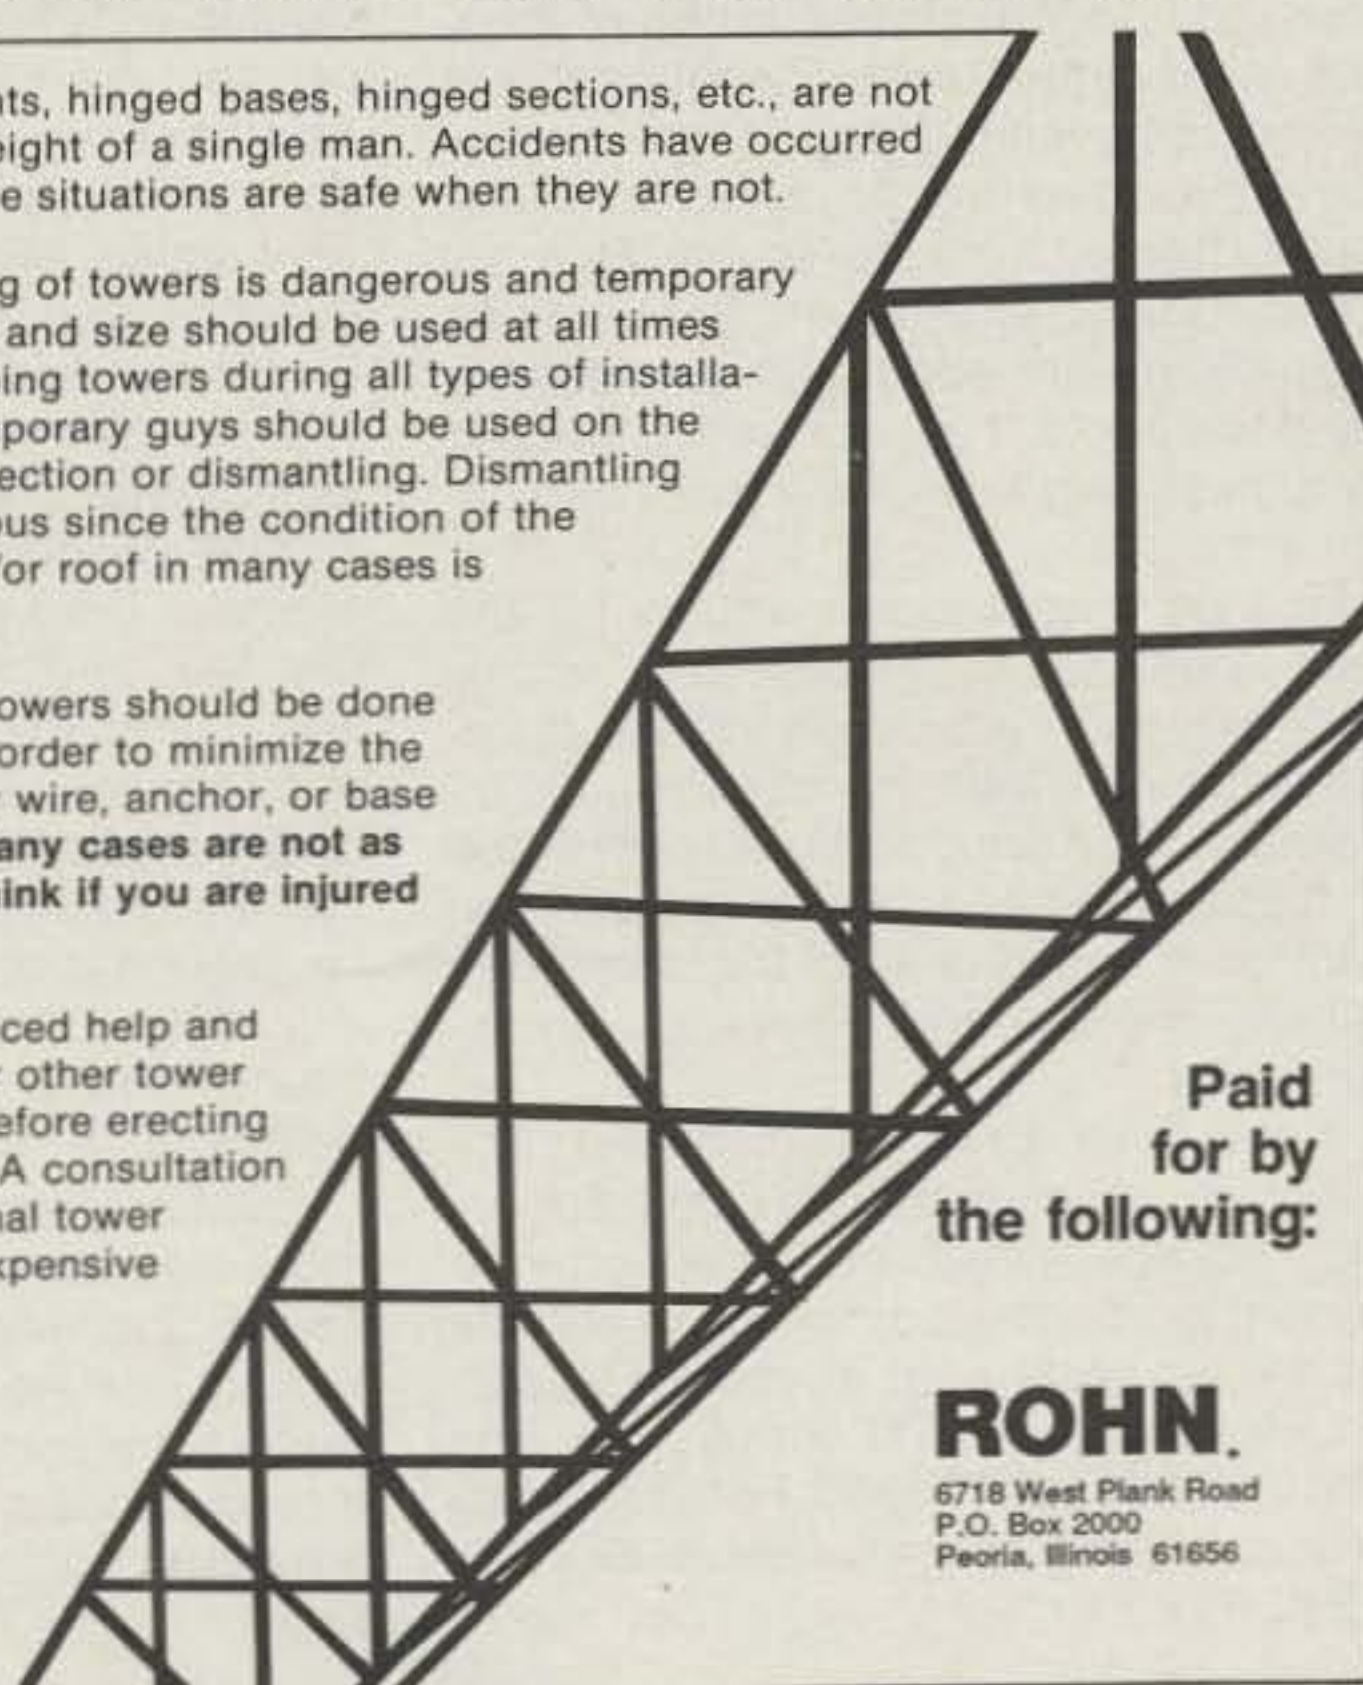 nts, hinged bases, hinged sections, etc., are not
eight of a single man. Accidents have occurred
e situations are safe when they are not.
g of towers is dangerous and temporary
and size should be used at all times
ing towers during all types of installa-
porary guys should be used on the
ection or dismantling. Dismantling
ous since the condition of the
/or roof in many cases is
owers should be done
order to minimize the
wire, anchor, or base
any cases are not as
ink if you are injured
ced help and
other tower
efore erecting
A consultation
nal tower
xpensive
Paid
for by
the following:
ROHN.
6718 West Plank Road
P.O. Box 2000
Peoria, Illinois 61656